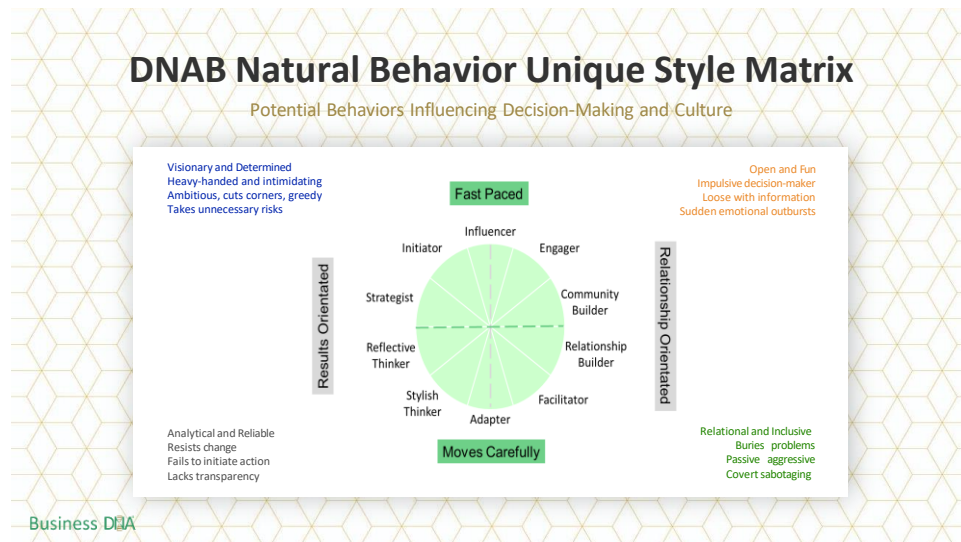 DNAB Natural Behavior Unique Style Matrix
Potential Behaviors Influencing Decision-Making and Culture
Visionary and Determined
Heavy-handed and intimidating
Ambitious, cuts corners, greedy
Takes unnecessary risks
Open and Fun
Impulsive decision-maker
Loose with information
Sudden emotional outbursts
Fast Paced
Influencer
Initiator
Engager
Results Orientated
Relationship Orientated
Strategist
Community
Builder
Reflective
Thinker
Relationship
Builder
Stylish
Thinker
Facilitator
Adapter
Moves Carefully
Analytical and Reliable
Resists change
Fails to initiate action
Lacks transparency
Relational and Inclusive
Buries problems
Passive aggressive
Covert sabotaging
Business DNA